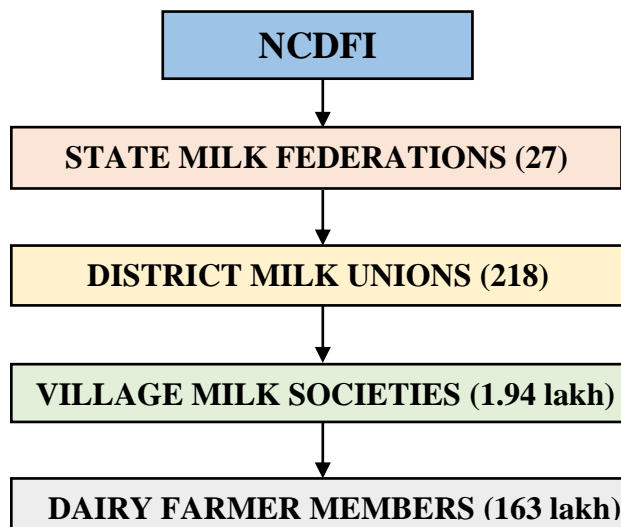 NCDFI
STATE MILK FEDERATIONS (27)
DISTRICT MILK UNIONS (218)
VILLAGE MILK SOCIETIES (1.94 lakh)
DAIRY FARMER MEMBERS (163 lakh)